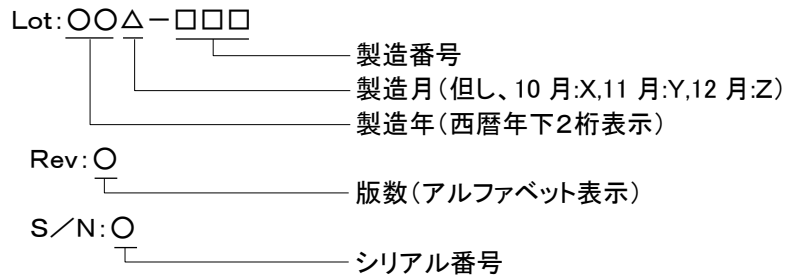 Lot:○○△－□□□
製造番号
製造月(但し、10 月:X,11 月:Y,12 月:Z)
製造年(西暦年下2桁表示)
Rev:○
版数(アルファベット表示)
S／N:○
シリアル番号